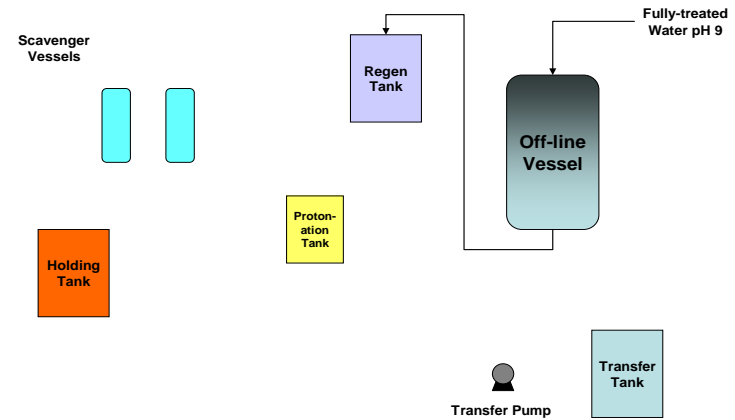 Fully-treated
Water pH 9
Scavenger
Vessels
Regen
Tank
Off-line
Vessel
Proton-
ation
Tank
Holding
Tank
Transfer
Tank
Transfer Pump